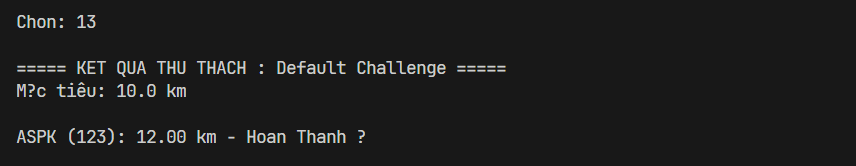 Chon: 13
===== KET QUA THU THACH : Default Challenge =====
M?c tiêu: 10.0 km
ASPK (123): 12.00 km - Hoan Thanh ?